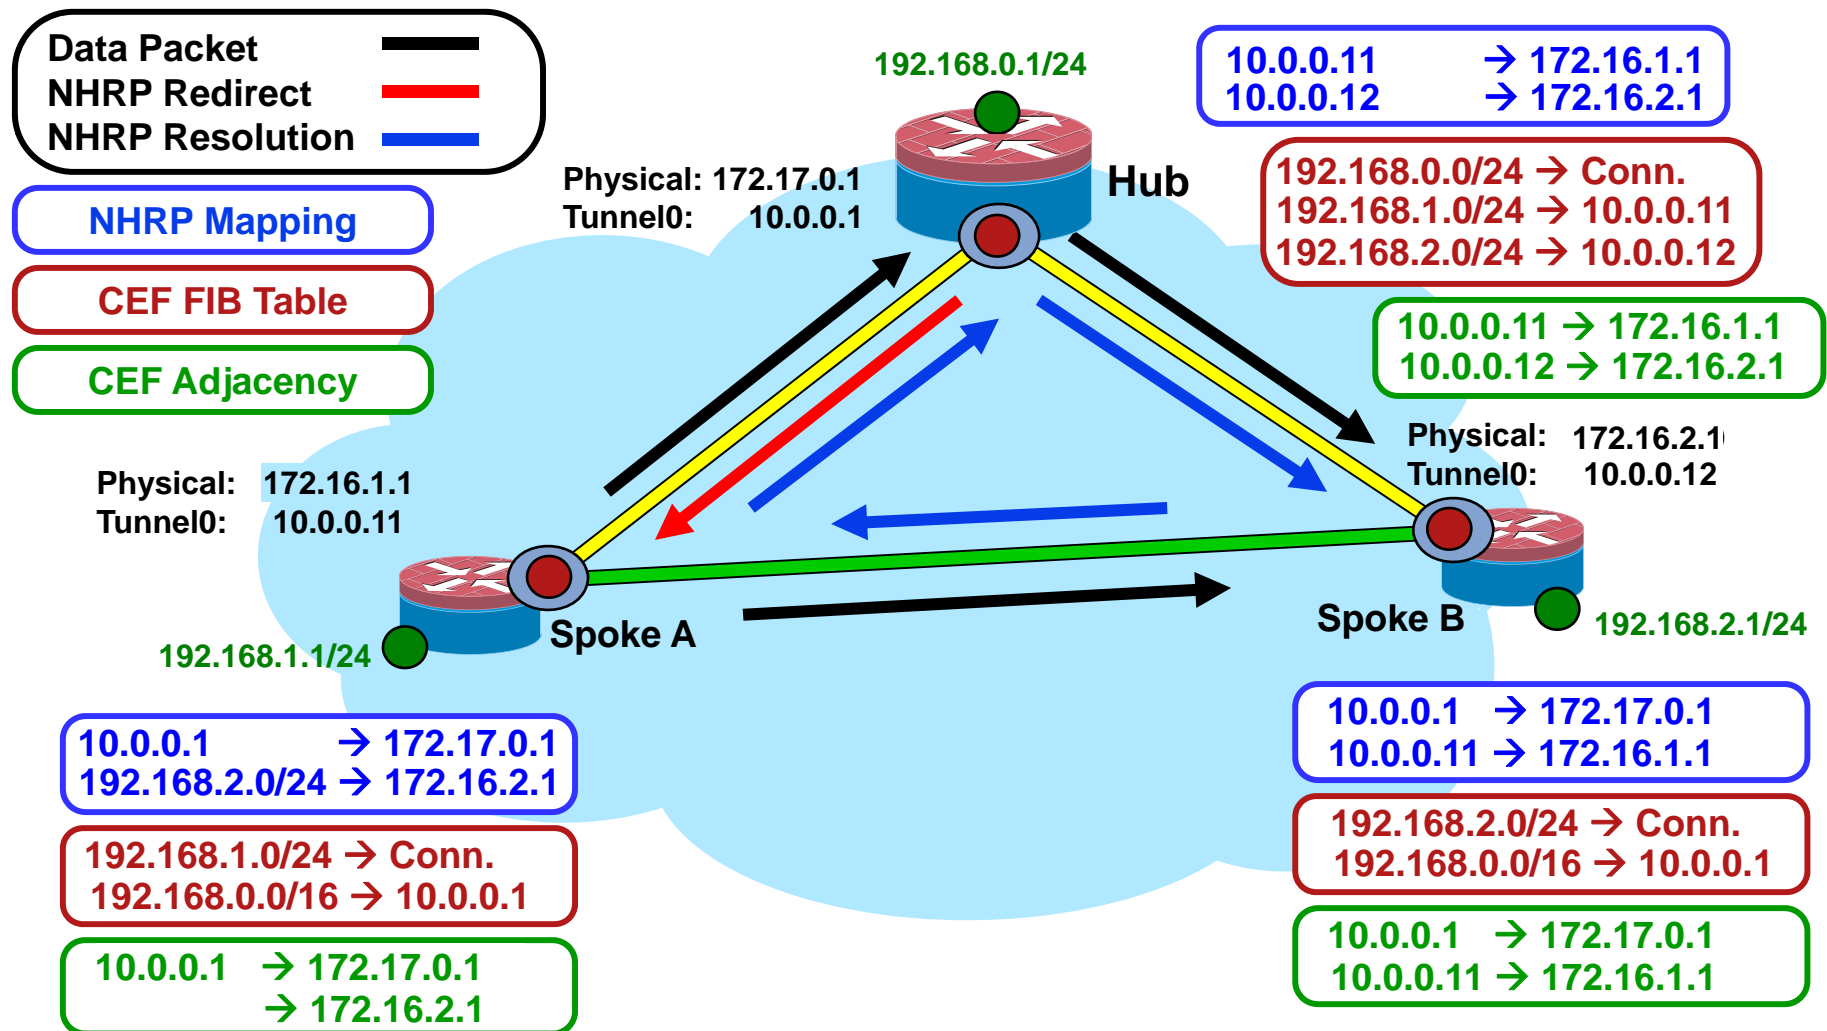 Data Packet
NHRP Redirect
NHRP Resolution
NHRP Mapping
CEF FIB Table
CEF Adjacency
192.168.0.1/24
Physical: 172.17.0.1
Tunnel0: 10.0.0.1
Hub
10.0.0.11 → 172.16.1.1
10.0.0.12 → 172.16.2.1
192.168.0.0/24 → Conn.
192.168.1.0/24 → 10.0.0.11
192.168.2.0/24 → 10.0.0.12
10.0.0.11 → 172.16.1.1
10.0.0.12 → 172.16.2.1
Physical: 172.16.2.1
Tunnel0: 10.0.0.12
Physical: 172.16.1.1
Tunnel0: 10.0.0.11
Spoke A
192.168.1.1/24
Spoke B
192.168.2.1/24
10.0.0.1 → 172.17.0.1
192.168.2.0/24 → 172.16.2.1
192.168.1.0/24 → Conn.
192.168.0.0/16 → 10.0.0.1
10.0.0.1 → 172.17.0.1
→ 172.16.2.1
10.0.0.1 → 172.17.0.1
10.0.0.11 → 172.16.1.1
192.168.2.0/24 → Conn.
192.168.0.0/16 → 10.0.0.1
10.0.0.1 → 172.17.0.1
10.0.0.11 → 172.16.1.1